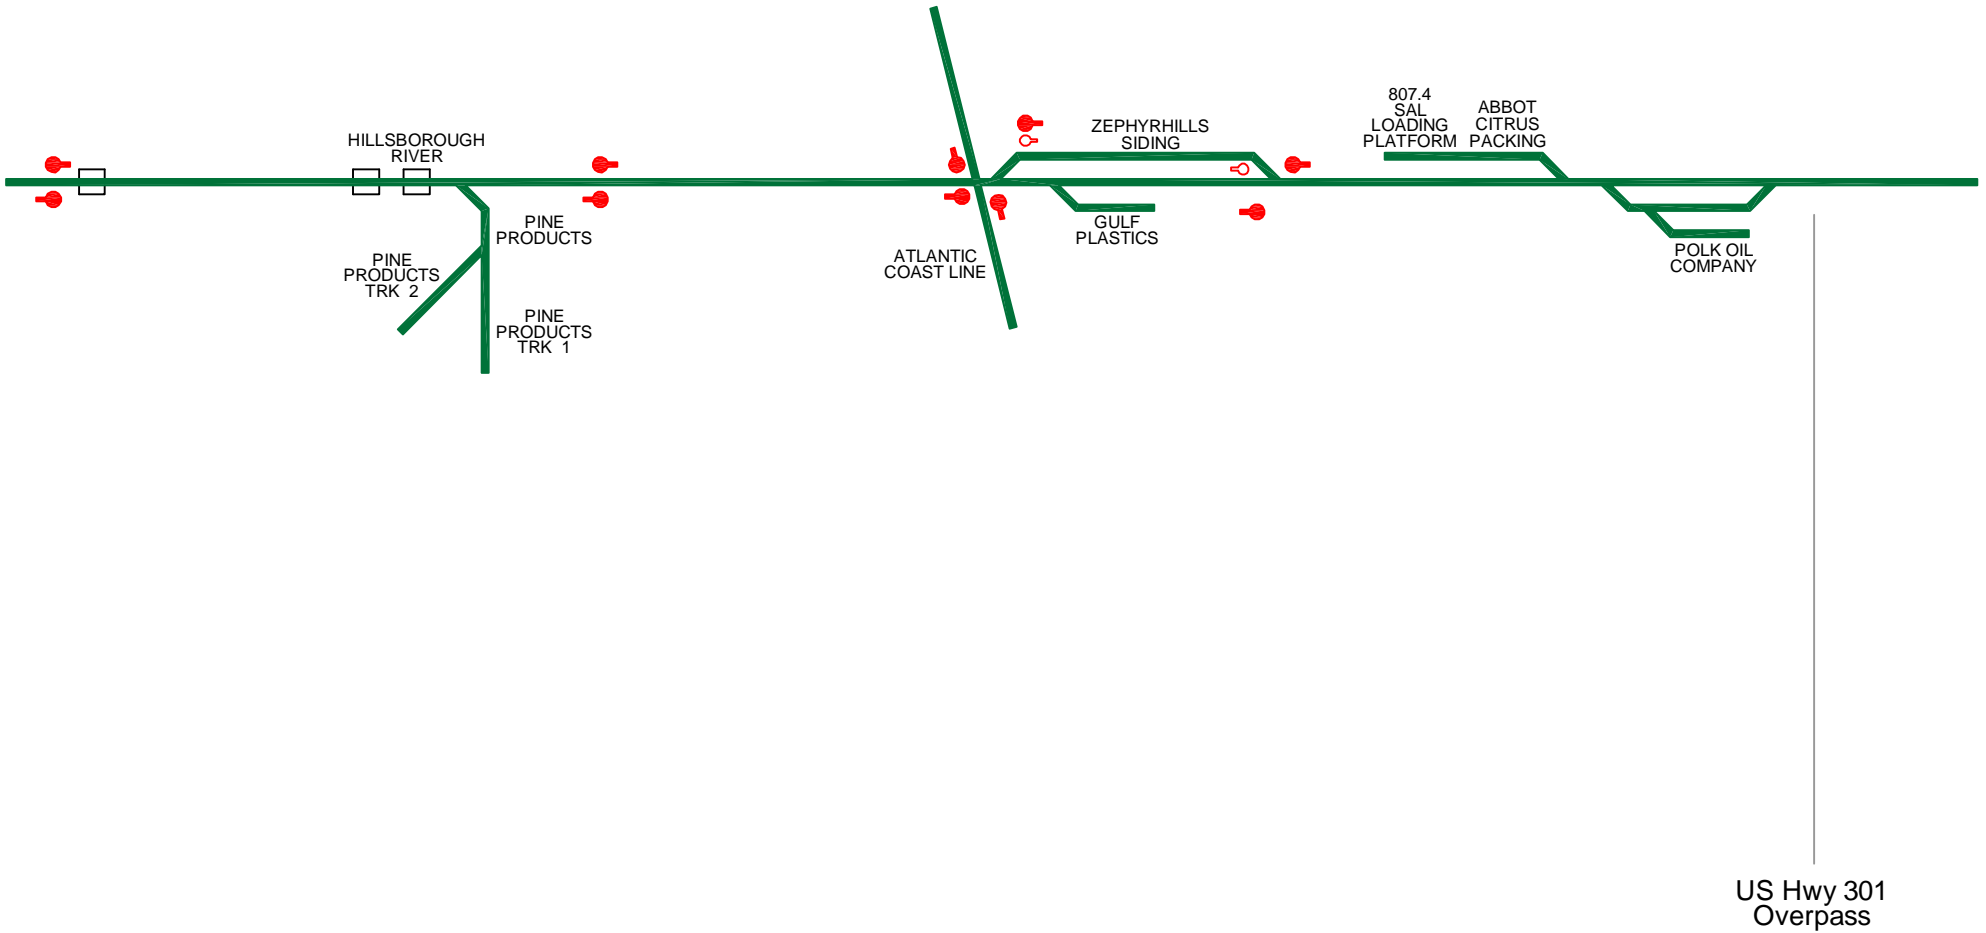 HILLSBOROUGH
RIVER
PINE
PRODUCTS
PINE
PRODUCTS
TRK 2
PINE
PRODUCTS
TRK 1
ATLANTIC
COAST LINE
ZEPHYRHILLS
SIDING
GULF
PLASTICS
807.4
SAL
LOADING
PLATFORM
ABBOT
CITRUS
PACKING
POLK OIL
COMPANY
US Hwy 301
Overpass